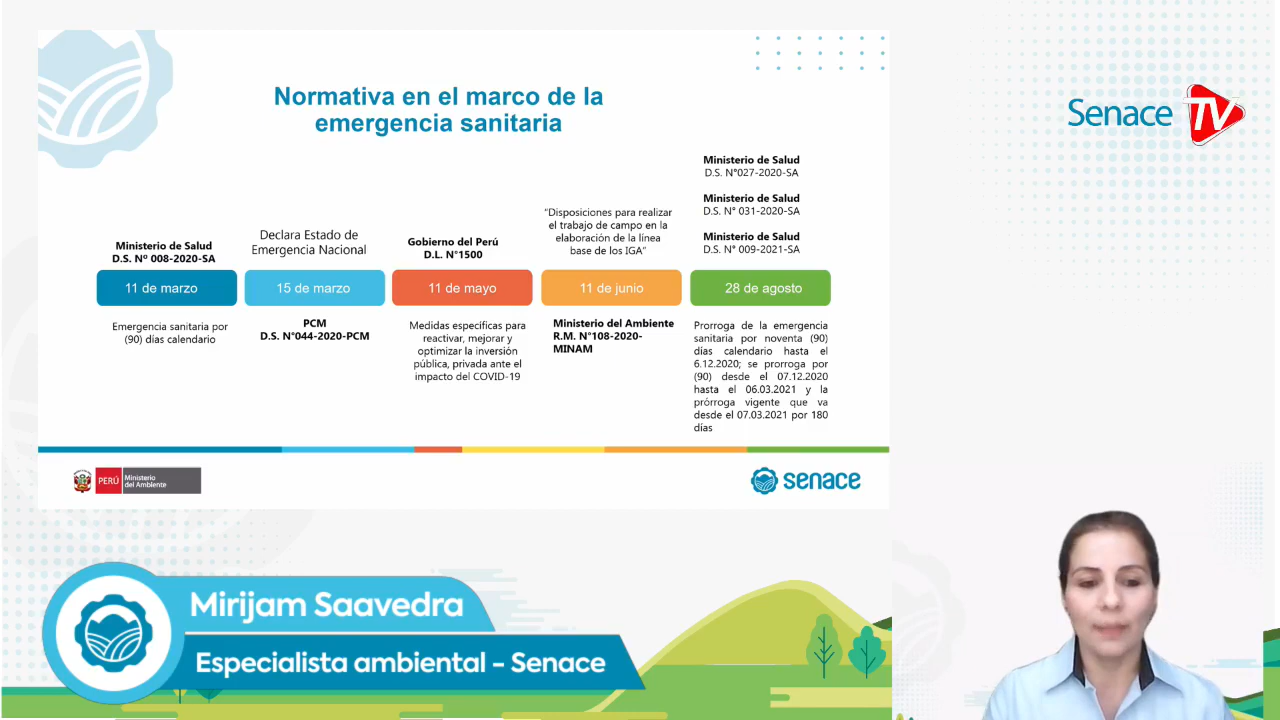 Normativa en el marco de la
emergencia sanitaria
Senace TV
Ministerio de Salud
D.S. Nº 008-2020-SA
11 de marzo
Emergencia sanitaria por
(90) días calendario
Declara Estado de
Emergencia Nacional
15 de marzo
PCM
D.S. N°044-2020-PCM
Gobierno del Perú
D.L. N°1500
11 de mayo
Medidas especificas para
reactivar, mejorar y
optimizar la inversión
pública, privada ante el
impacto del COVID-19
“Disposiciones para realizar
el trabajo de campo en la
elaboración de la línea
base de los IGA”
11 de junio
Ministerio del Ambiente
R.M. N°108-2020-
MINAM
Ministerio de Salud
D.S. N°027-2020-SA
Ministerio de Salud
D.S. N° 031-2020-SA
Ministerio de Salud
D.S. N° 009-2021-SA
28 de agosto
Prorroga de la emergencia
sanitaria por noventa (90)
días calendario hasta el
6.12.2020; se prorroga por
(90) desde el 07.12.2020
hasta el 06.03.2021 y la
prórroga vigente que va
desde el 07.03.2021 por 180
días
PERÚ
Ministerio
del Ambiente
senace
Mirijam Saavedra
Especialista ambiental - Senace